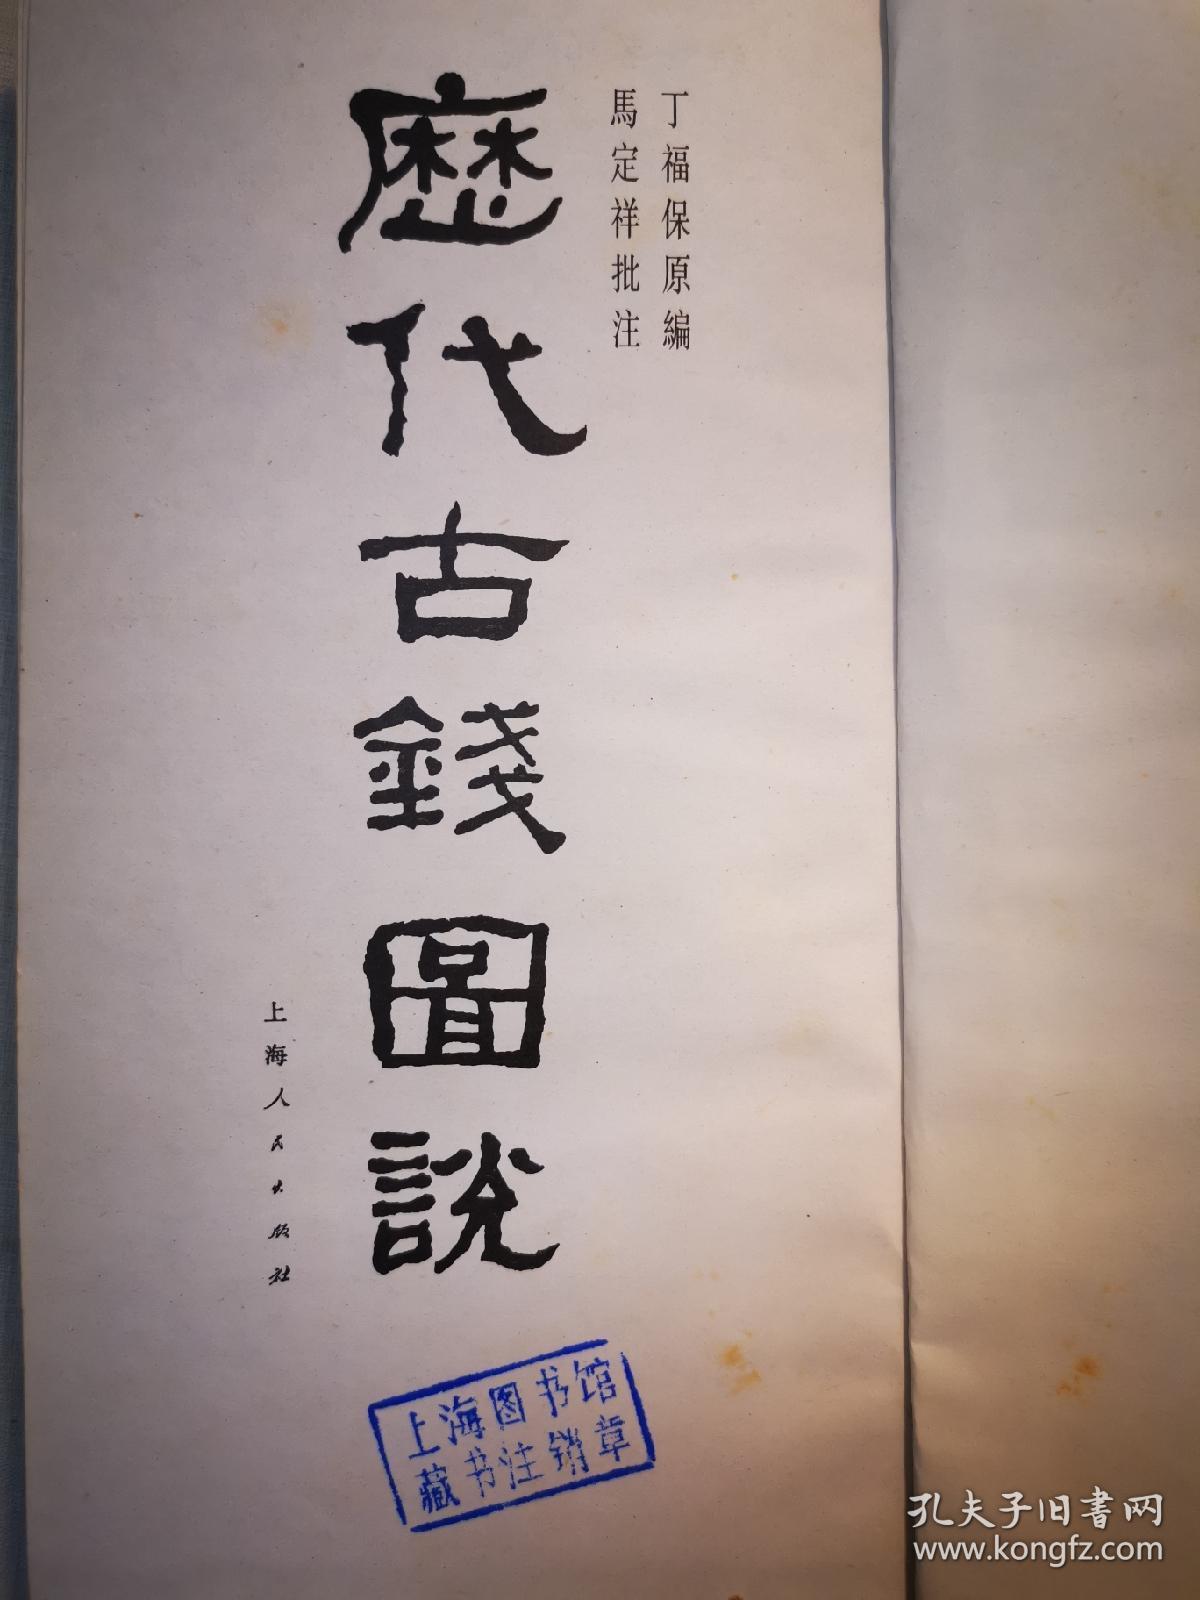 丁福保原編
馬定祥批注
歷代古錢圖說
上海人民出版社
上海图书馆
藏书注销章
孔夫子旧書网
www.kongfz.com